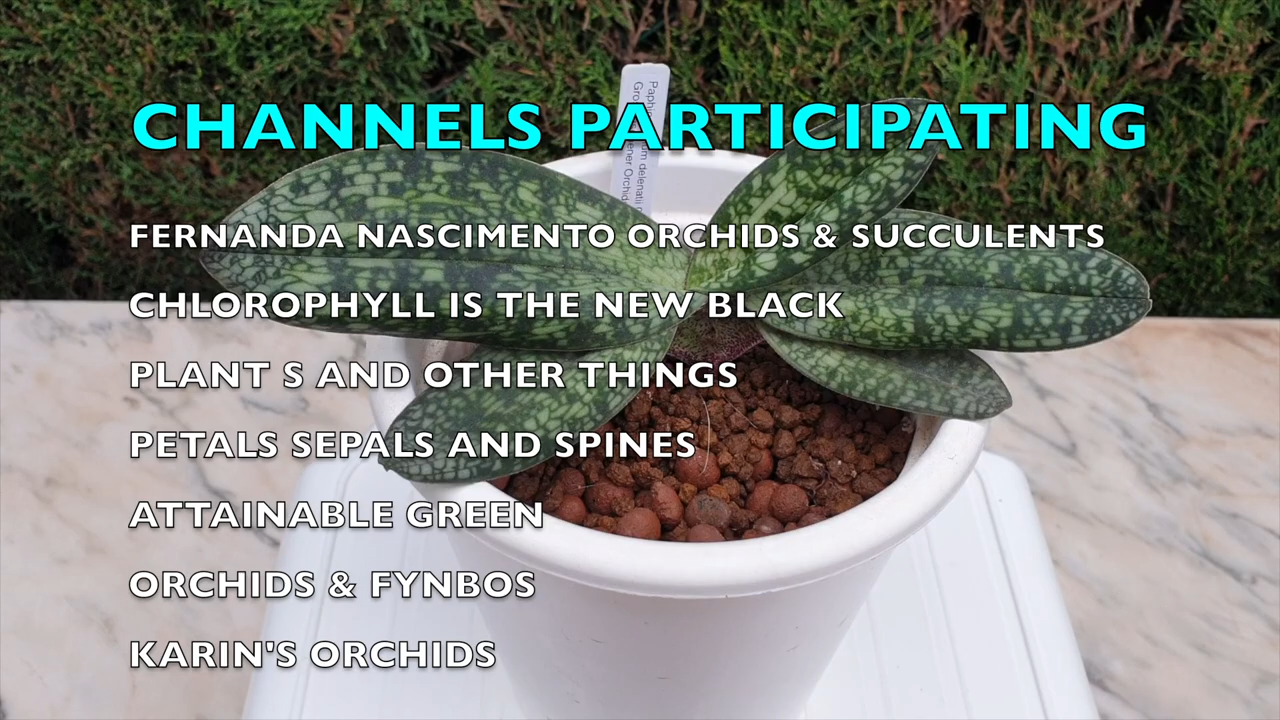 CHANNELS PARTICIPATING
FERNANDA NASCIMENTO ORCHIDS & SUCCULENTS
CHLOROPHYLL IS THE NEW BLACK
PLANT S AND OTHER THINGS
PETALS SEPALS AND SPINES
ATTAINABLE GREEN
ORCHIDS & FYNBOS
KARIN'S ORCHIDS